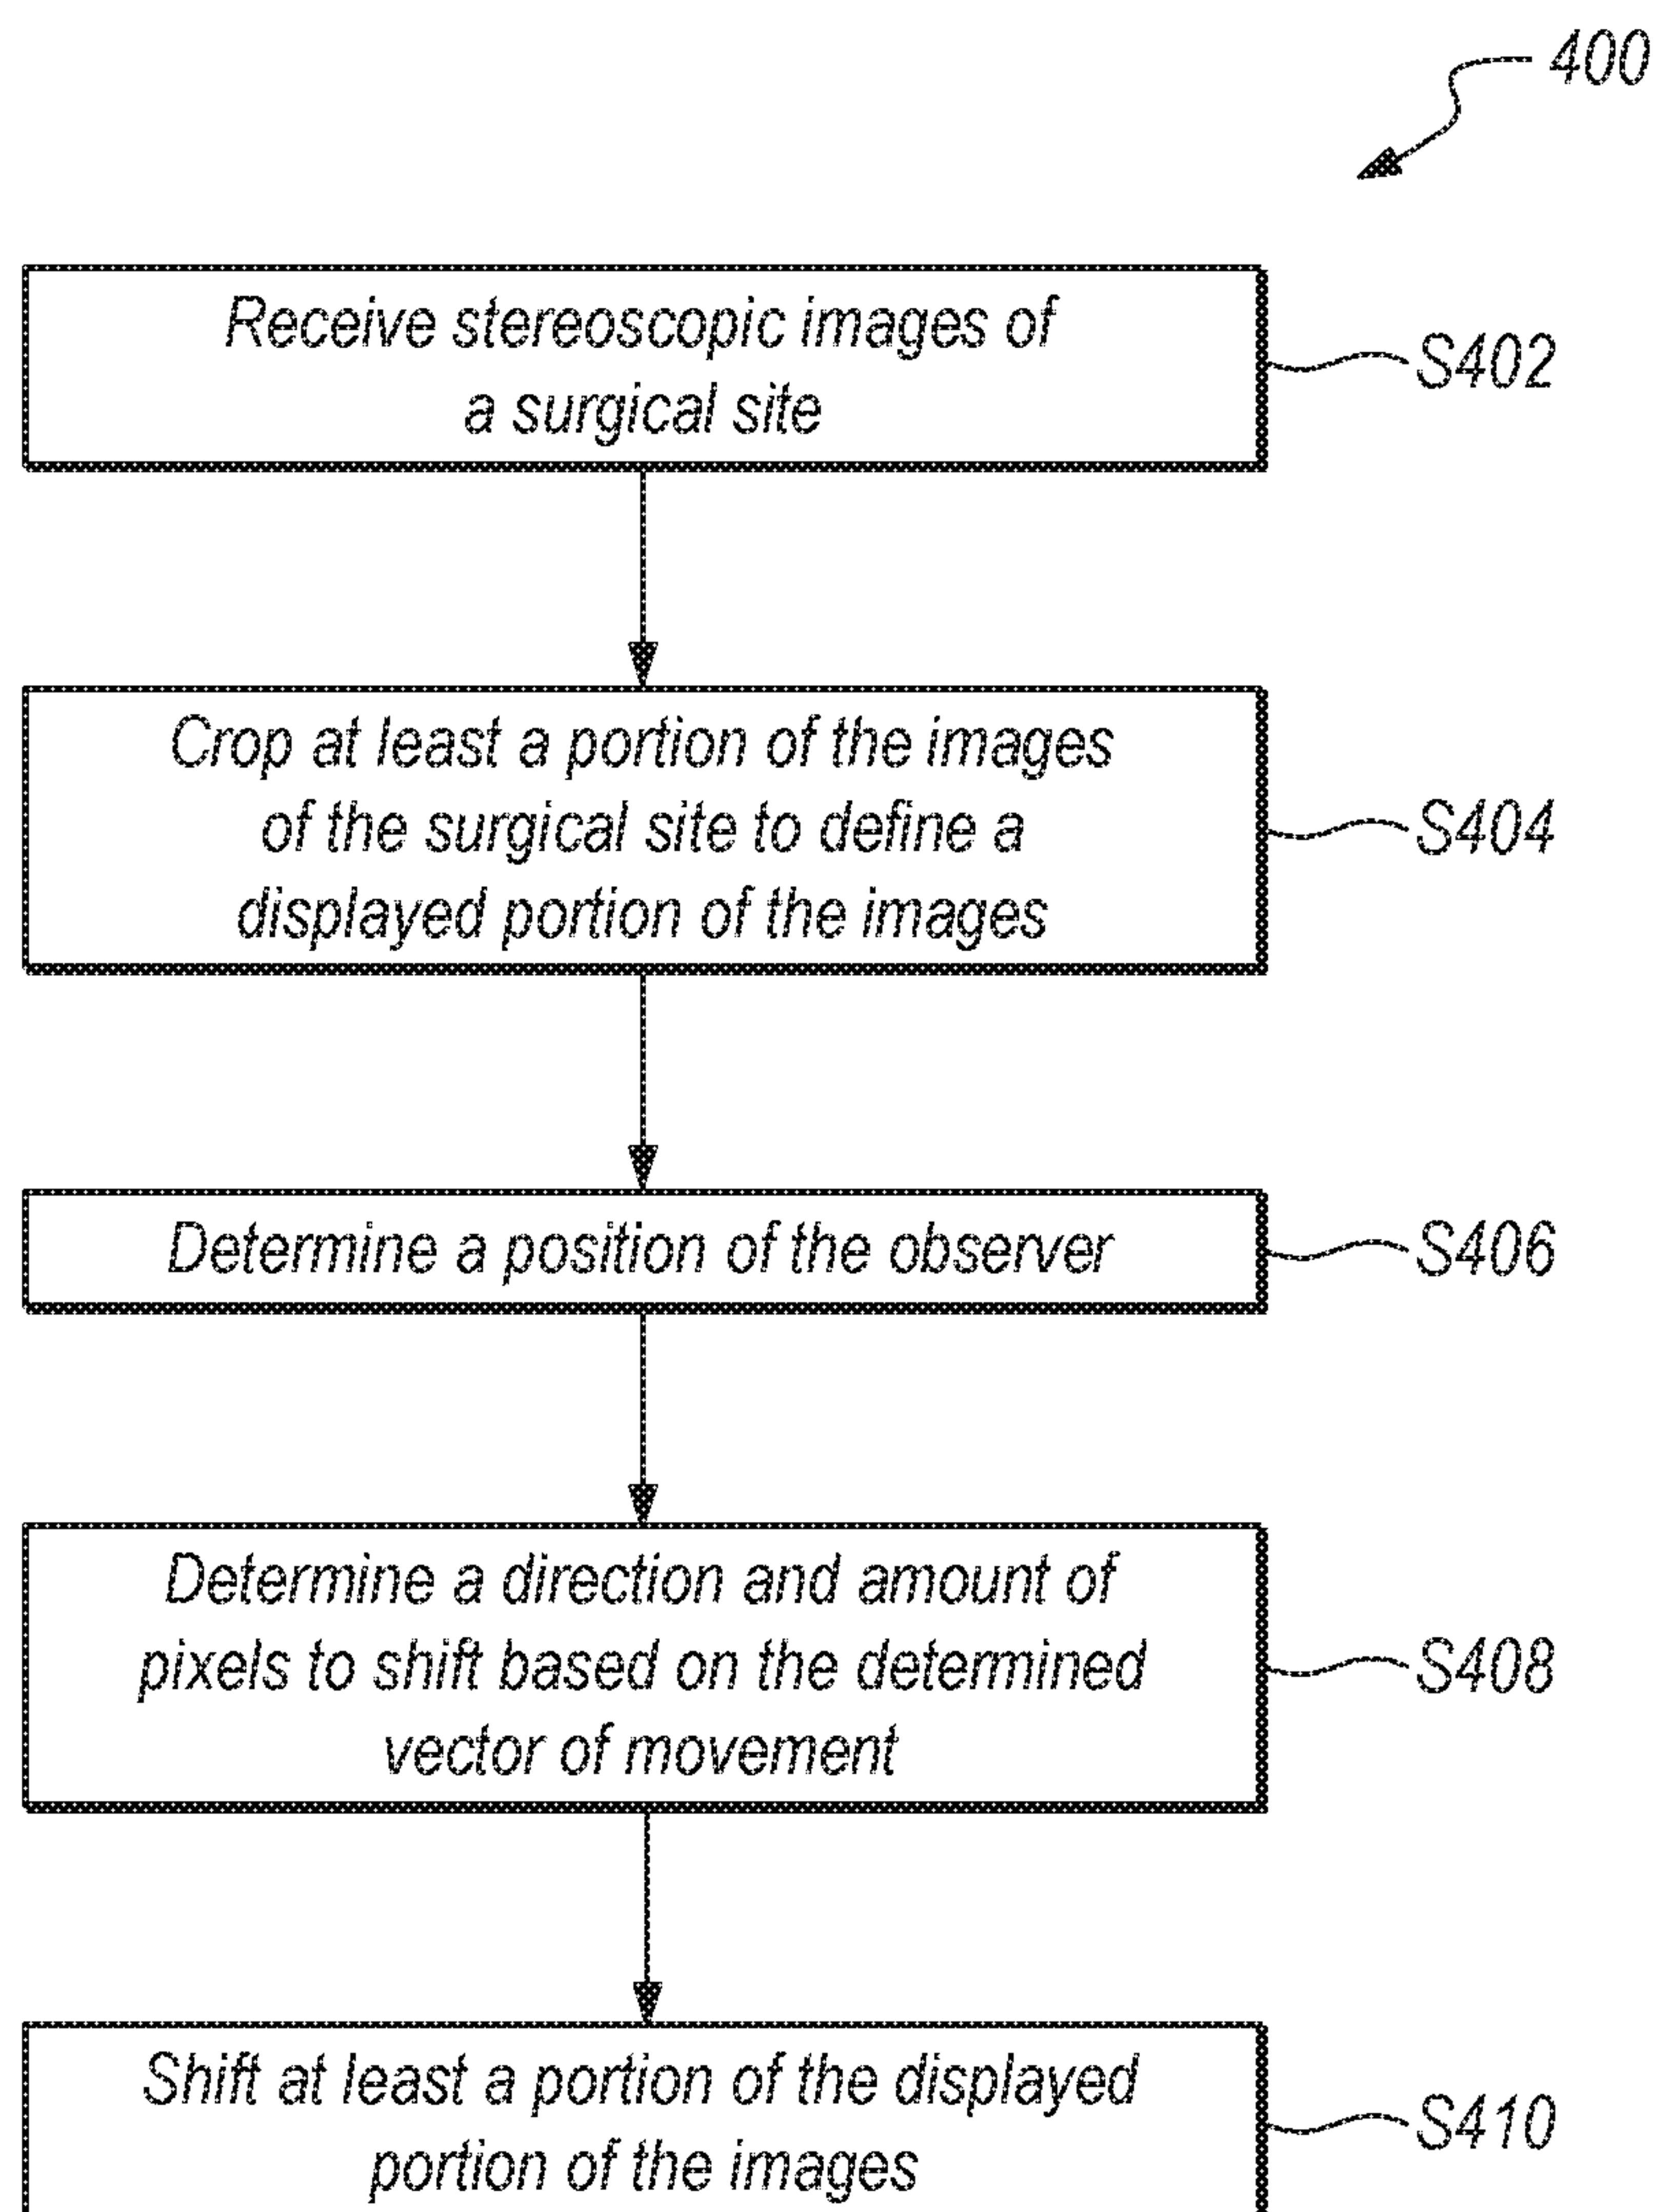 400
Receive stereoscopic images of
a surgical site
S402
Crop at least a portion of the images
of the surgical site to define a
displayed portion of the images
S404
Determine a position of the observer
S406
Determine a direction and amount of
pixels to shift based on the determined
vector of movement
S408
Shift at least a portion of the displayed
portion of the images
S410